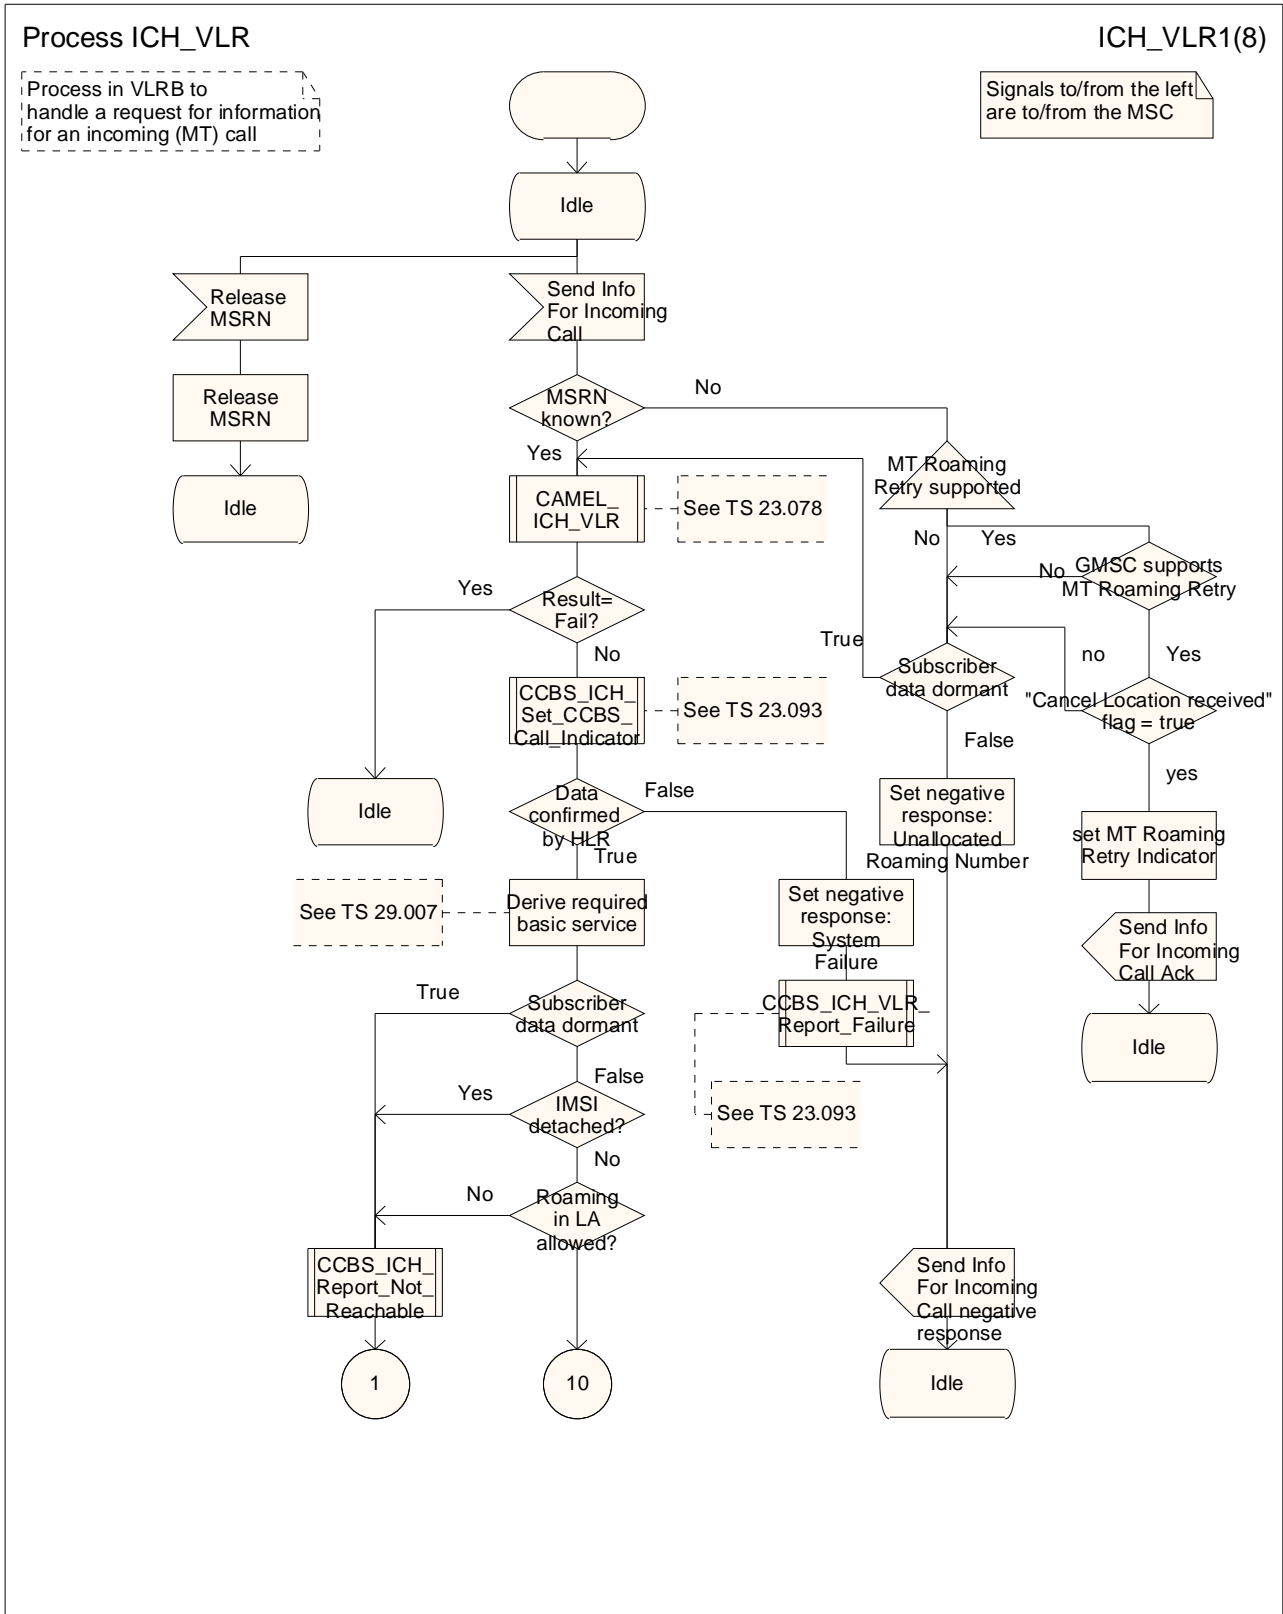 Process ICH_VLR
ICH_VLR1(8)
Process in VLRB to
handle a request for information
for an incoming (MT) call
Signals to/from the left
are to/from the MSC
Idle
Release
MSRN
Send Info
For Incoming
Call
Release
MSRN
MSRN
known?
No
Yes
Idle
CAMEL_
ICH_VLR
See TS 23.078
MT Roaming
Retry supported
No
Yes
GMSC supports
MT Roaming Retry
No
Yes
Result=
Fail?
No
Yes
True
Subscriber
data dormant
no
"Cancel Location received"
flag = true
CCBS_ICH_
Set_CCBS_
Call_Indicator
See TS 23.093
False
yes
Idle
Data
confirmed
by HLR
False
True
Set negative
response:
Unallocated
Roaming Number
set MT Roaming
Retry Indicator
See TS 29.007
Derive required
basic service
Set negative
response:
System
Failure
Send Info
For Incoming
Call Ack
True
Subscriber
data dormant
False
CCBS_ICH_VLR_
Report_Failure
Idle
Yes
IMSI
detached?
No
See TS 23.093
No
Roaming
in LA
allowed?
CCBS_ICH_
Report_Not_
Reachable
Send Info
For Incoming
Call negative
response
1
10
Idle